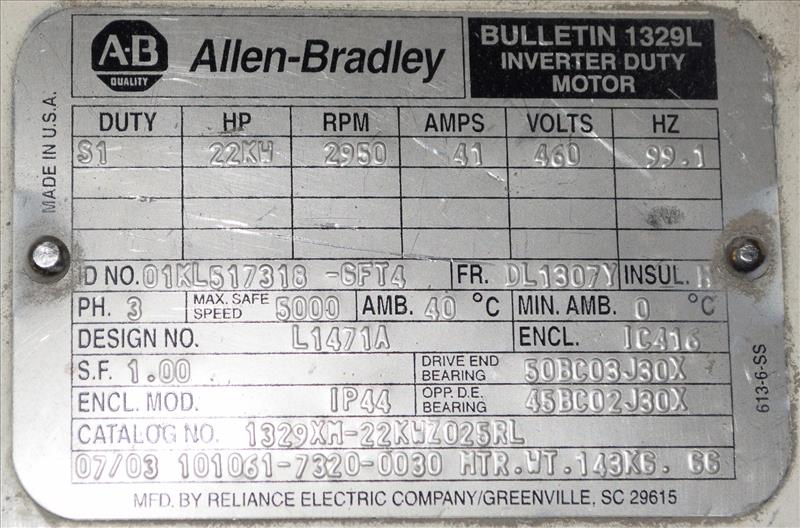 A-B
QUALITY
Allen-Bradley
BULLETIN 1329L
INVERTER DUTY
MOTOR
MADE IN U.S.A.
DUTY HP RPM AMPS VOLTS HZ
S1 22KW 2950 41 460 99.1
D NO. 01KL517318 -GFT4 FR. DL1307Y INSUL. H
PH. 3 MAX. SAFE SPEED 5000 AMB. 40 °C MIN. AMB. 0 °C
DESIGN NO. L1471A ENCL. IC416
S.F. 1.00 DRIVE END BEARING 50BC03J30X
ENCL. MOD. IP44 OPP. D.E. BEARING 45BC02J30X
CATALOG NO. 1329XM-22KWZ025RL
07/03 101061-7320-0030 MTR.WT.143KG. GG
MFD. BY RELIANCE ELECTRIC COMPANY/GREENVILLE, SC 29615
613-6-SS